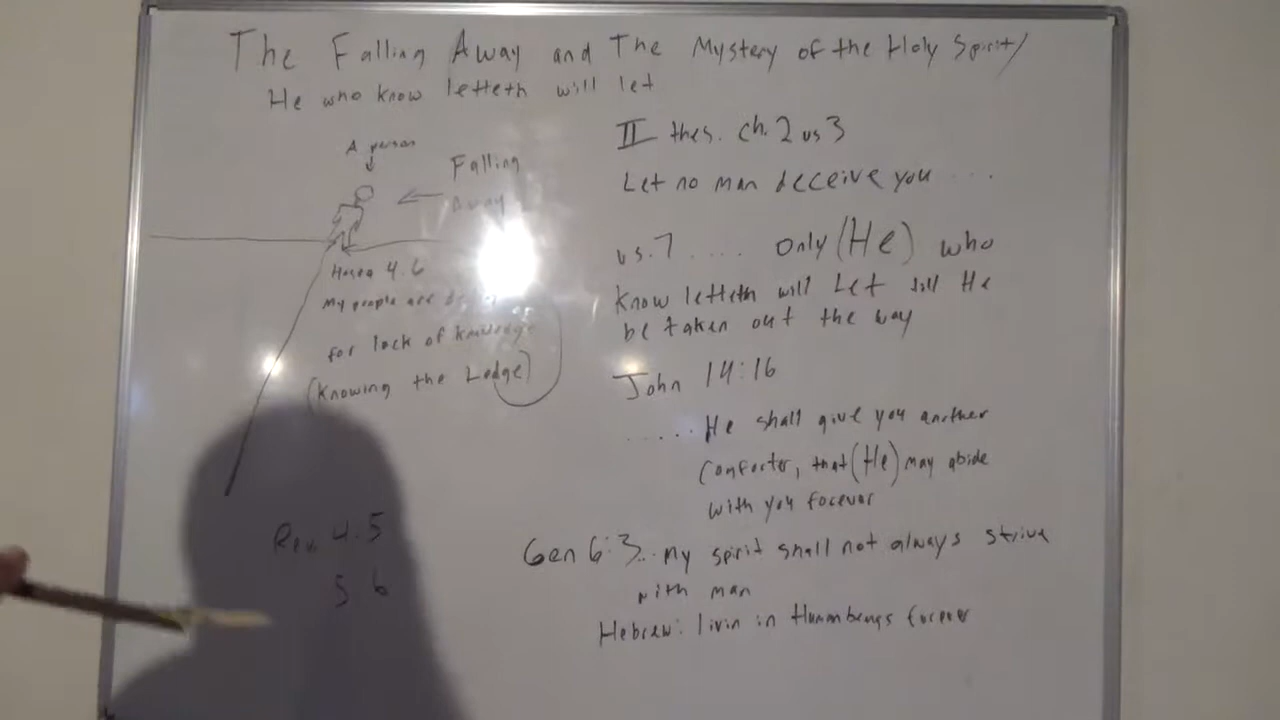 The Falling Away and The Mystery of the Holy Spirit/
He who know letteth will let
A person
Falling
Away
Hosea 4.6
My people are
for lack of knowledge
(Knowing the Ledge)
Rev. 4.5
5 6
II thes. ch. 2 vs 3
Let no man deceive you ....
vs. 7 .... only (He) who
know letteth will Let till He
be taken out the way
John 14:16
..... He shall give you another
comforter, that (He) may abide
with you forever
Gen 6:3.. my spirit shall not always strive
with man
Hebrew: livin in Humnbeings forever